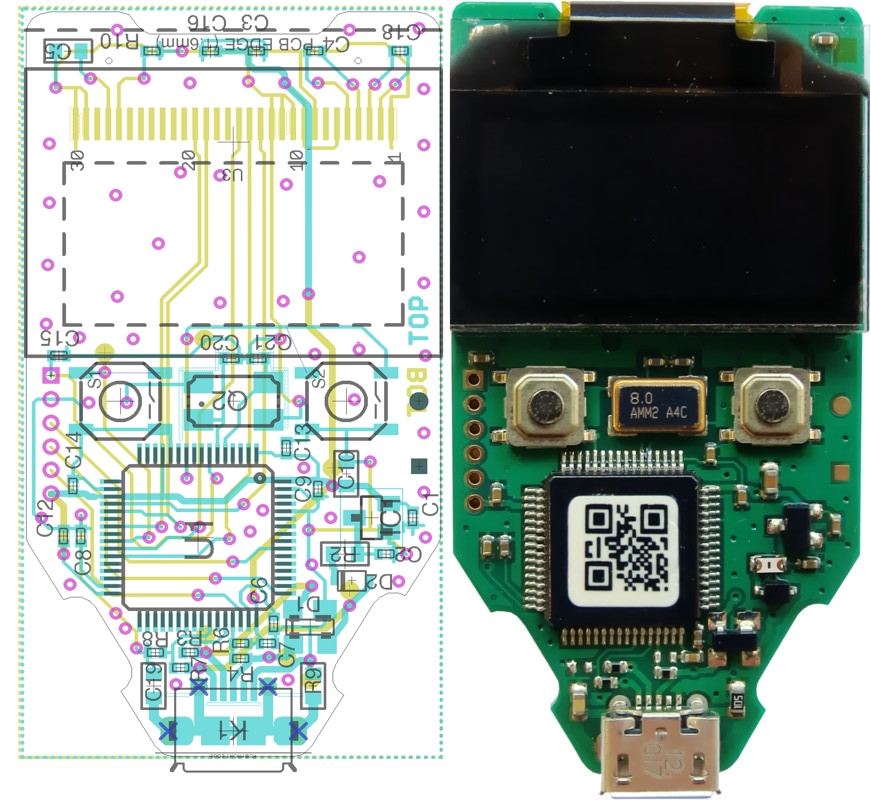 C3 C16
C18
C5
R10
PCB EDGE (1.6mm)
C4
30
20
10
1
U3
TOP
BOT
C15
C20
C21
S1
Q2
S2
8.0
AMM2 A4C
C14
C13
C10
C9
C1
C12
U1
C8
R2
C2
C6
D2
D1
R8
R3
R6
C7
R7
R4
C19
R9
K1
105